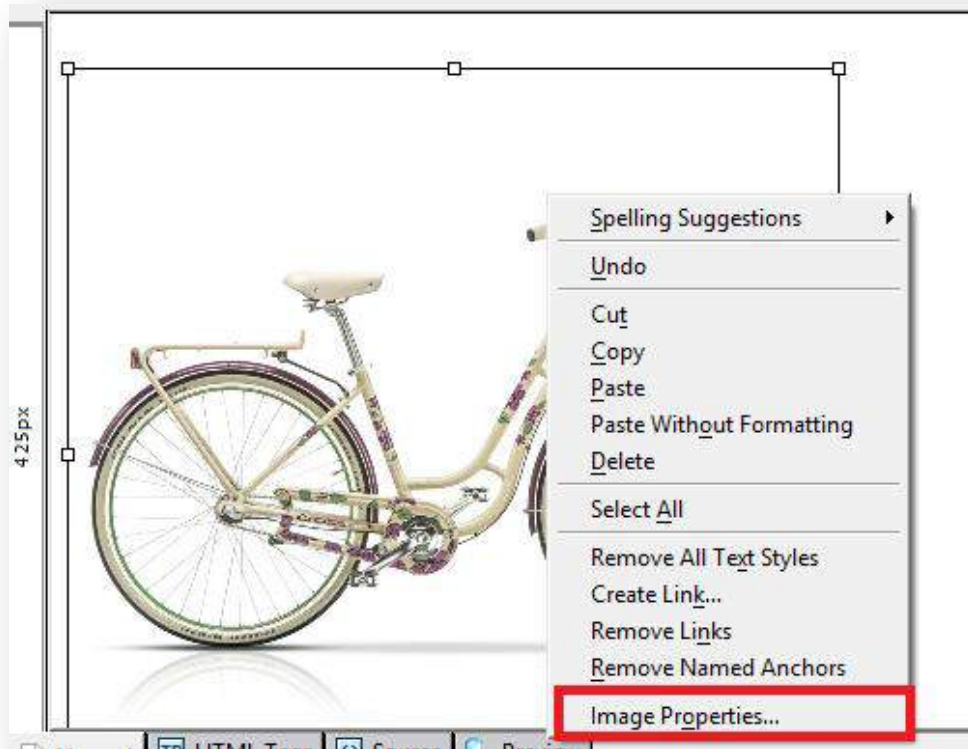 Spelling Suggestions
Undo
Cut
Copy
Paste
Paste Without Formatting
Delete
Select All
Remove All Text Styles
Create Link...
Remove Links
Remove Named Anchors
Image Properties...
425px
HTML Tags
Source
Preview